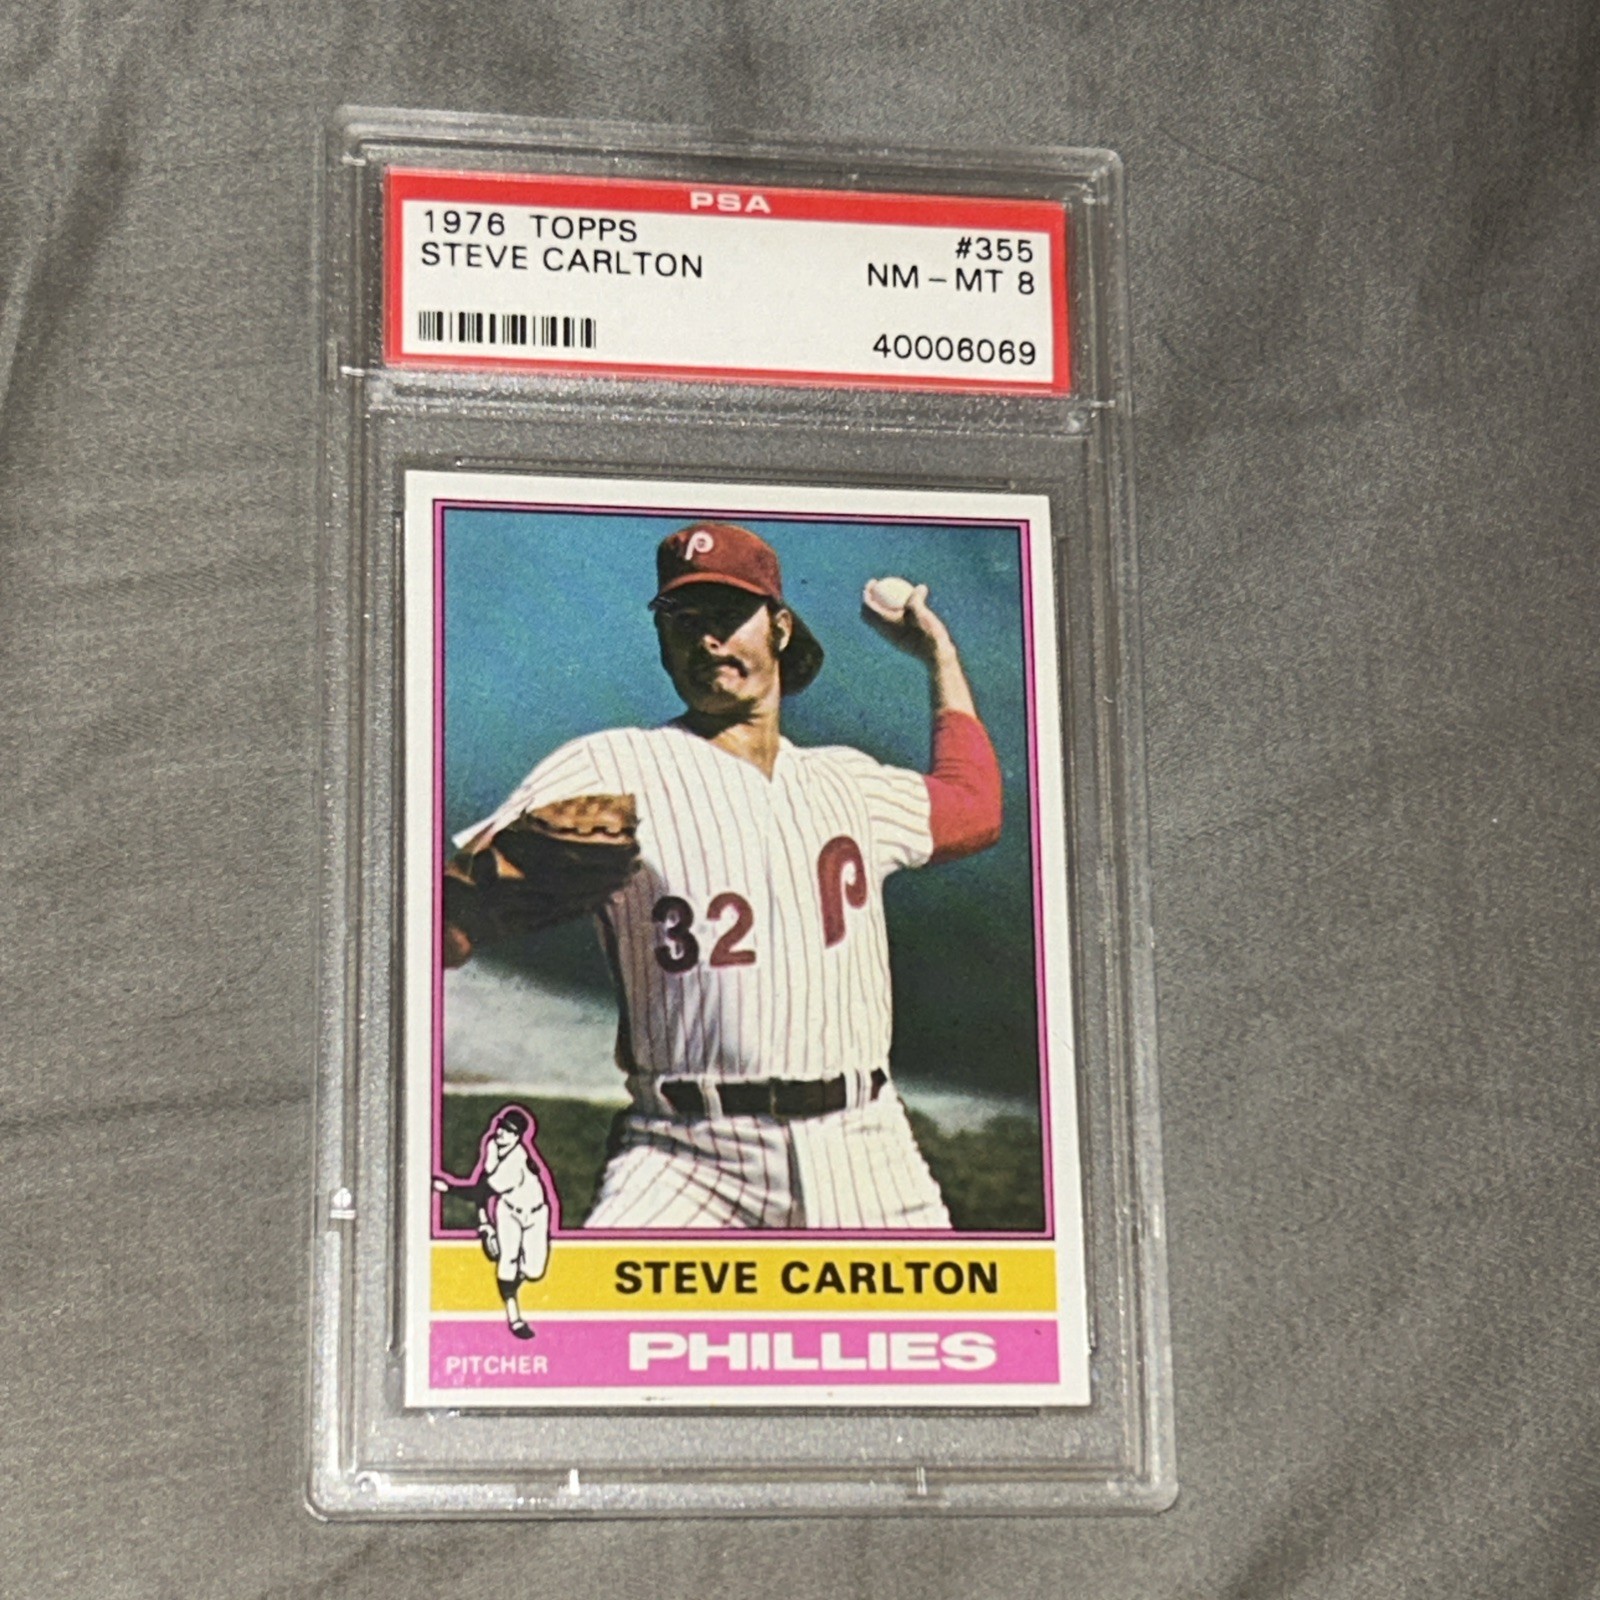 PSA
1976 TOPPS #355
STEVE CARLTON NM-MT 8
40006069
P
32 P
STEVE CARLTON
PITCHER PHILLIES